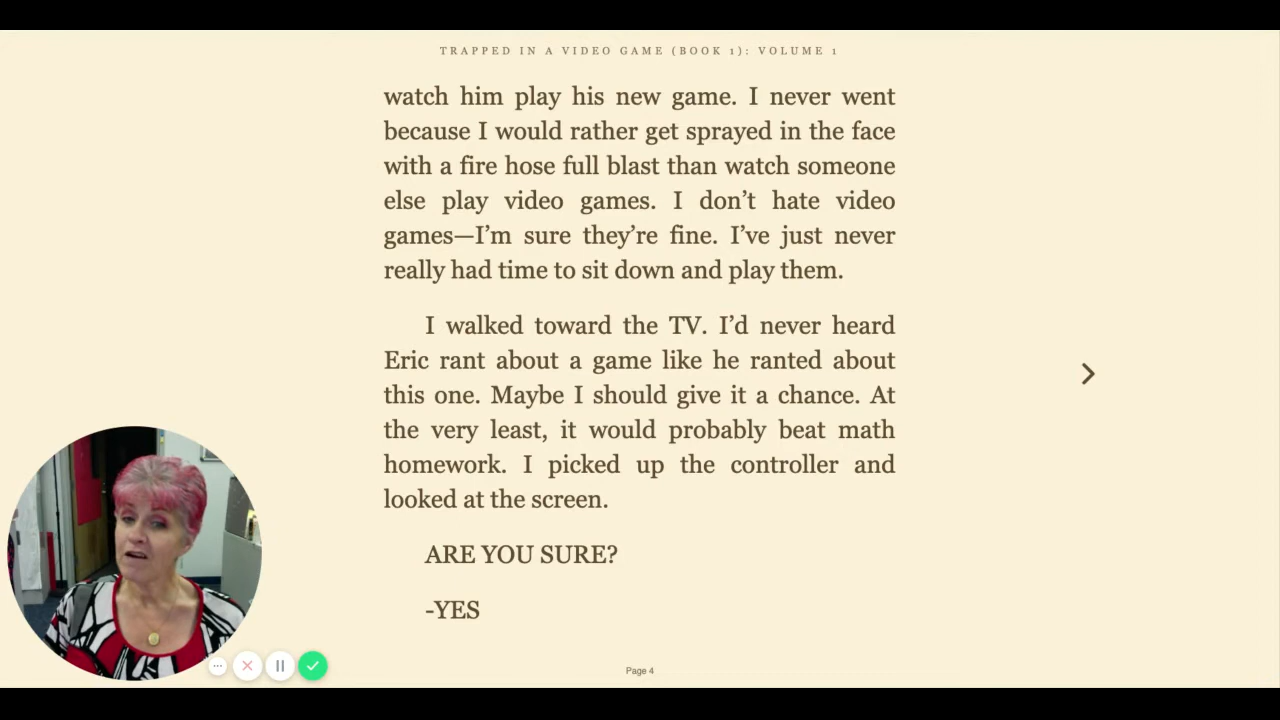 TRAPPED IN A VIDEO GAME (BOOK 1): VOLUME 1
watch him play his new game. I never went
because I would rather get sprayed in the face
with a fire hose full blast than watch someone
else play video games. I don’t hate video
games—I’m sure they’re fine. I’ve just never
really had time to sit down and play them.
I walked toward the TV. I’d never heard
Eric rant about a game like he ranted about
this one. Maybe I should give it a chance. At
the very least, it would probably beat math
homework. I picked up the controller and
looked at the screen.
ARE YOU SURE?
-YES
Page 4